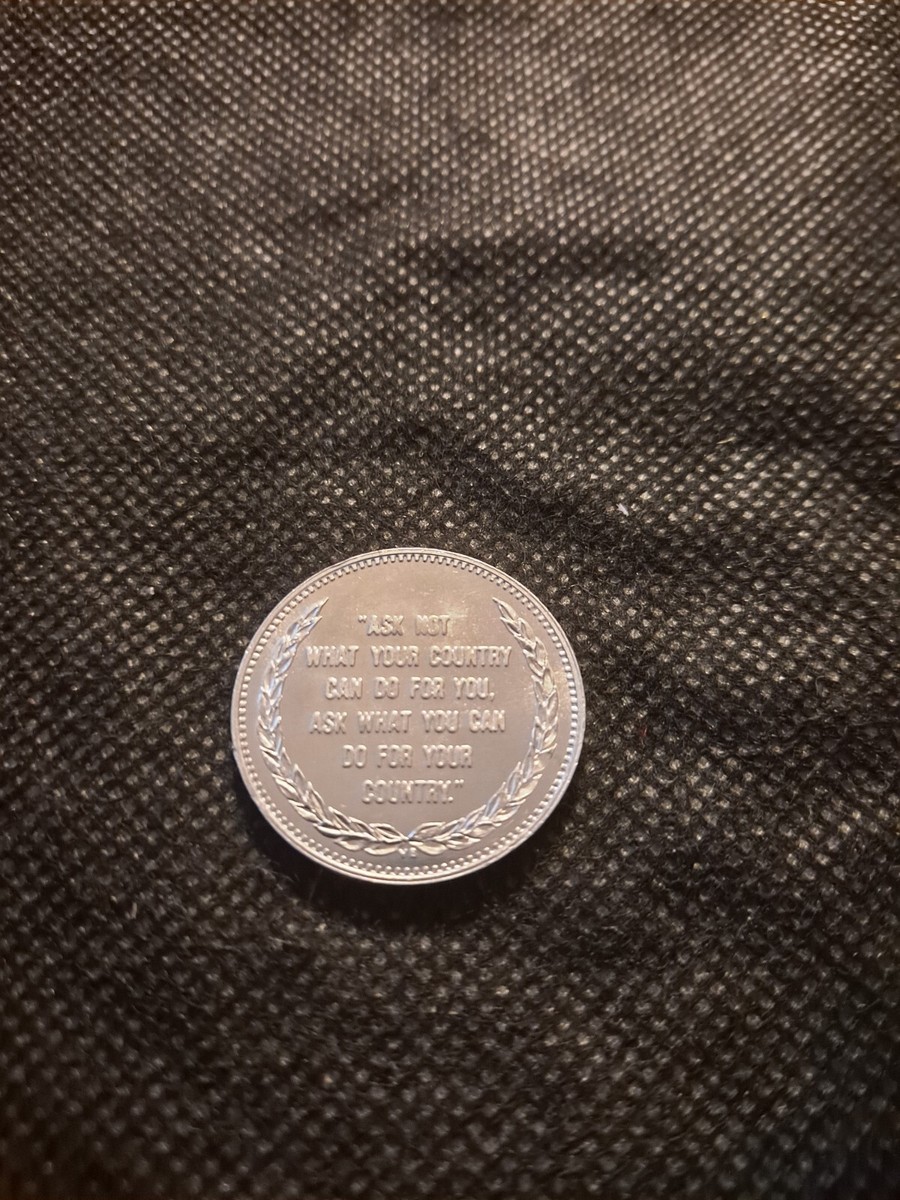 "ASK NOT
WHAT YOUR COUNTRY
CAN DO FOR YOU,
ASK WHAT YOU CAN
DO FOR YOUR
COUNTRY."